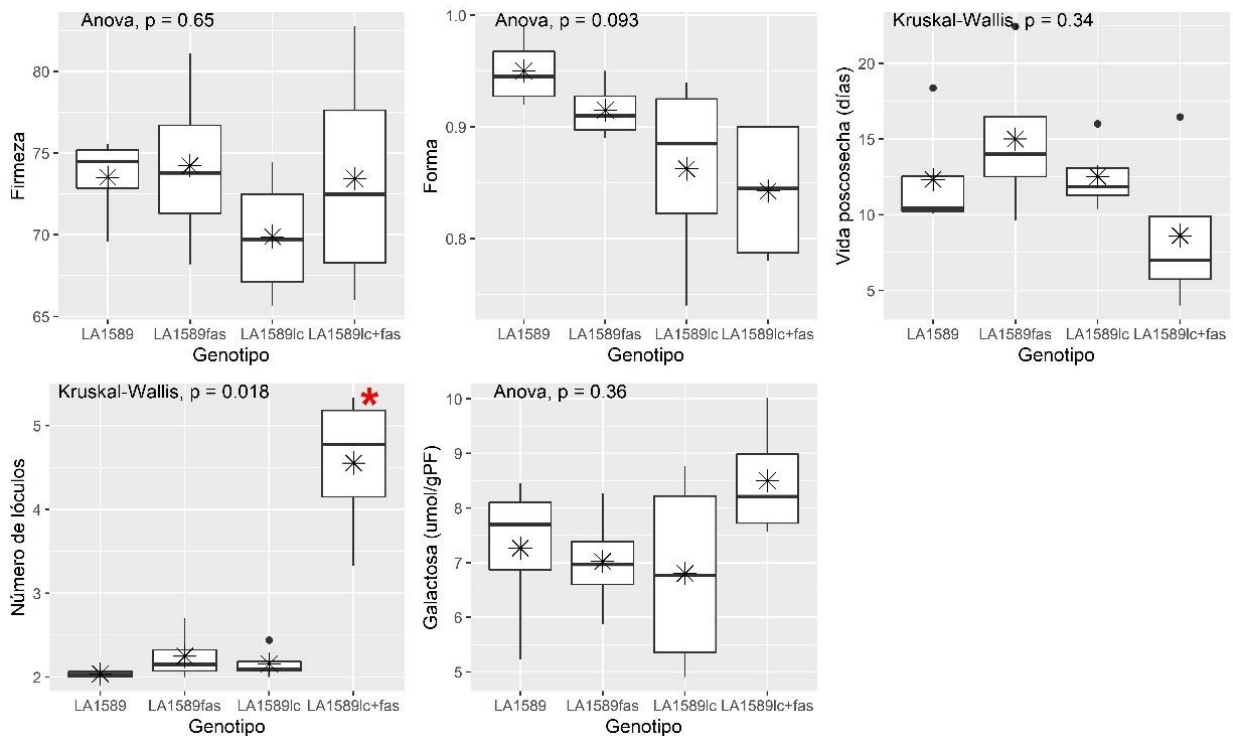 Anova, p = 0.65
Firmeza
80
75
70
65
LA1589 LA1589fas LA1589lc LA1589lc+fas
Genotipo
Anova, p = 0.093
Forma
1.0
0.9
0.8
LA1589 LA1589fas LA1589lc LA1589lc+fas
Genotipo
Kruskal-Wallis, p = 0.34
Vida poscosecha (días)
20
15
10
5
LA1589 LA1589fas LA1589lc LA1589lc+fas
Genotipo
Kruskal-Wallis, p = 0.018
*
Número de lóculos
5
4
3
2
LA1589 LA1589fas LA1589lc LA1589lc+fas
Genotipo
Anova, p = 0.36
Galactosa (umol/gPF)
10
9
8
7
6
5
LA1589 LA1589fas LA1589lc LA1589lc+fas
Genotipo